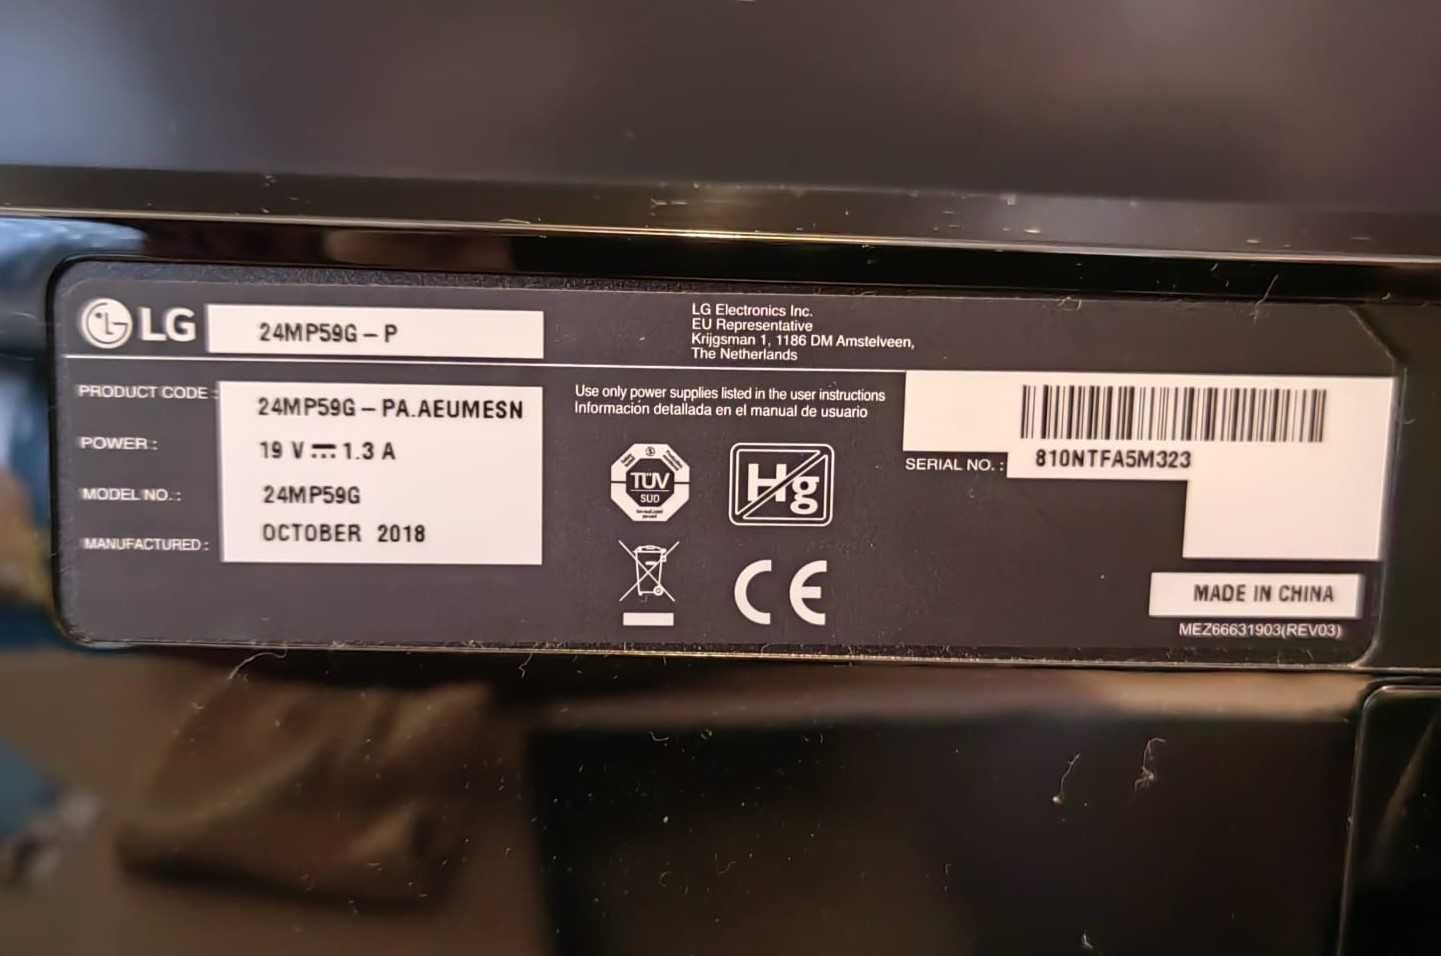 LG 24MP59G – P
LG Electronics Inc.
EU Representative
Krijgsman 1, 1186 DM Amstelveen,
The Netherlands
PRODUCT CODE : 24MP59G – PA.AEUMESN
POWER : 19 V ⎓ 1.3 A
MODEL NO. : 24MP59G
MANUFACTURED : OCTOBER 2018
Use only power supplies listed in the user instructions
Información detallada en el manual de usuario
TÜV
SUD
Hg
CE
SERIAL NO. : 810NTFA5M323
MADE IN CHINA
MEZ66631903(REV03)